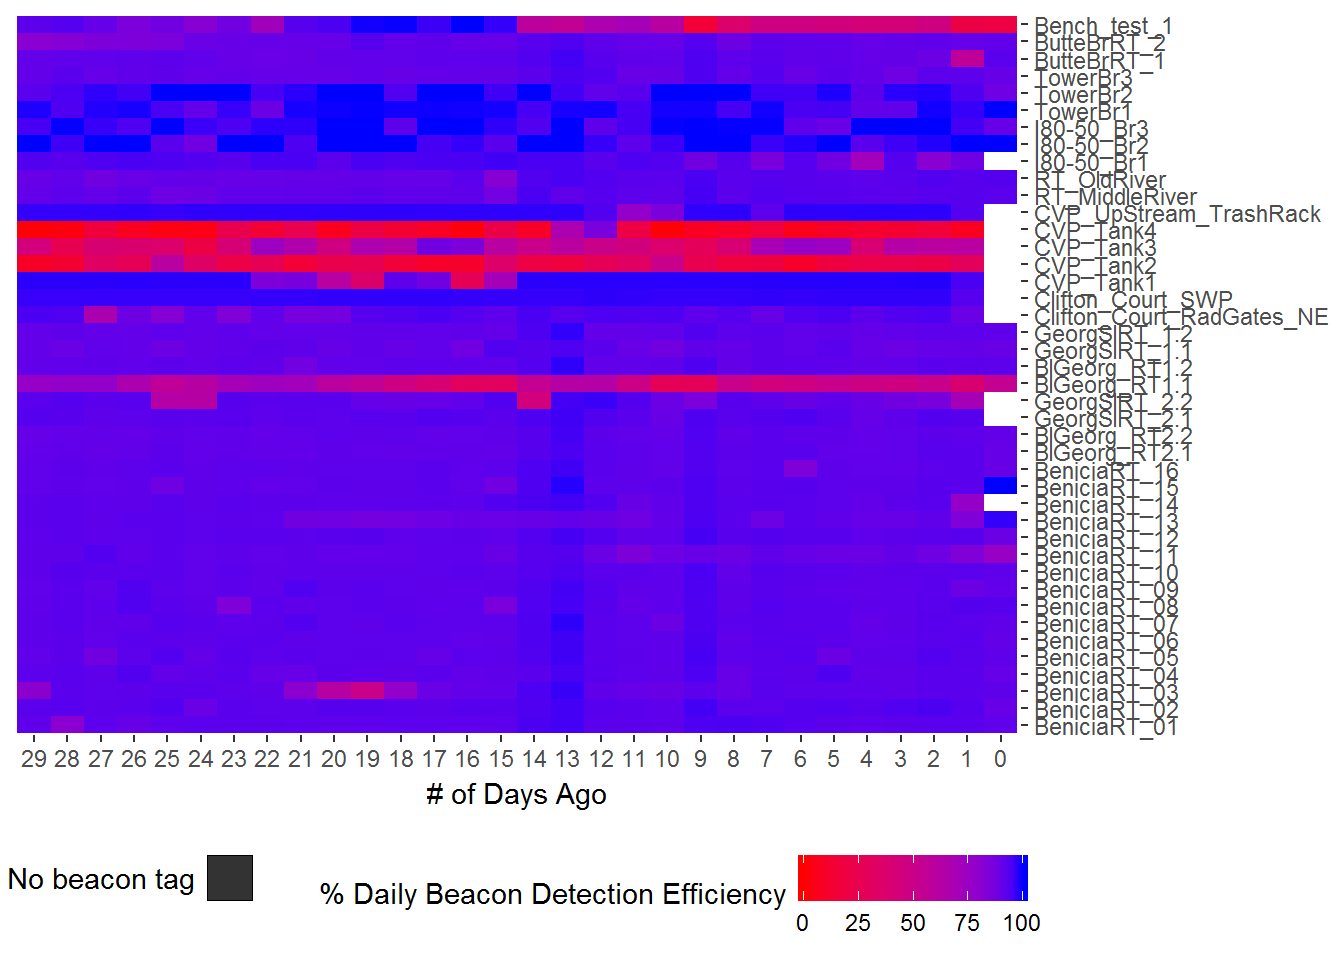 Bench_test_1
ButteBrRT_2
ButteBrRT_1
TowerBr3
TowerBr2
TowerBr1
I80-50_Br3
I80-50_Br2
I80-50_Br1
RT_OldRiver
RT_MiddleRiver
CVP_UpStream_TrashRack
CVP_Tank4
CVP_Tank3
CVP_Tank2
CVP_Tank1
Clifton_Court_SWP
Clifton_Court_RadGates_NE
GeorgSlRT_1.2
GeorgSlRT_1.1
BlGeorg_RT1.2
BlGeorg_RT1.1
GeorgSlRT_2.2
GeorgSlRT_2.1
BlGeorg_RT2.2
BlGeorg_RT2.1
BeniciaRT_16
BeniciaRT_15
BeniciaRT_14
BeniciaRT_13
BeniciaRT_12
BeniciaRT_11
BeniciaRT_10
BeniciaRT_09
BeniciaRT_08
BeniciaRT_07
BeniciaRT_06
BeniciaRT_05
BeniciaRT_04
BeniciaRT_03
BeniciaRT_02
BeniciaRT_01
29 28 27 26 25 24 23 22 21 20 19 18 17 16 15 14 13 12 11 10 9 8 7 6 5 4 3 2 1 0
# of Days Ago
No beacon tag
% Daily Beacon Detection Efficiency
0 25 50 75 100